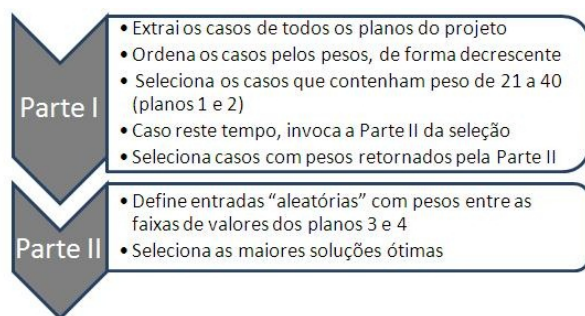 Parte I
• Extrai os casos de todos os planos do projeto
• Ordena os casos pelos pesos, de forma decrescente
• Seleciona os casos que contenham peso de 21 a 40
(planos 1 e 2)
• Caso reste tempo, invoca a Parte II da seleção
• Seleciona casos com pesos retornados pela Parte II
Parte II
• Define entradas “aleatórias” com pesos entre as
faixas de valores dos planos 3 e 4
• Seleciona as maiores soluções ótimas